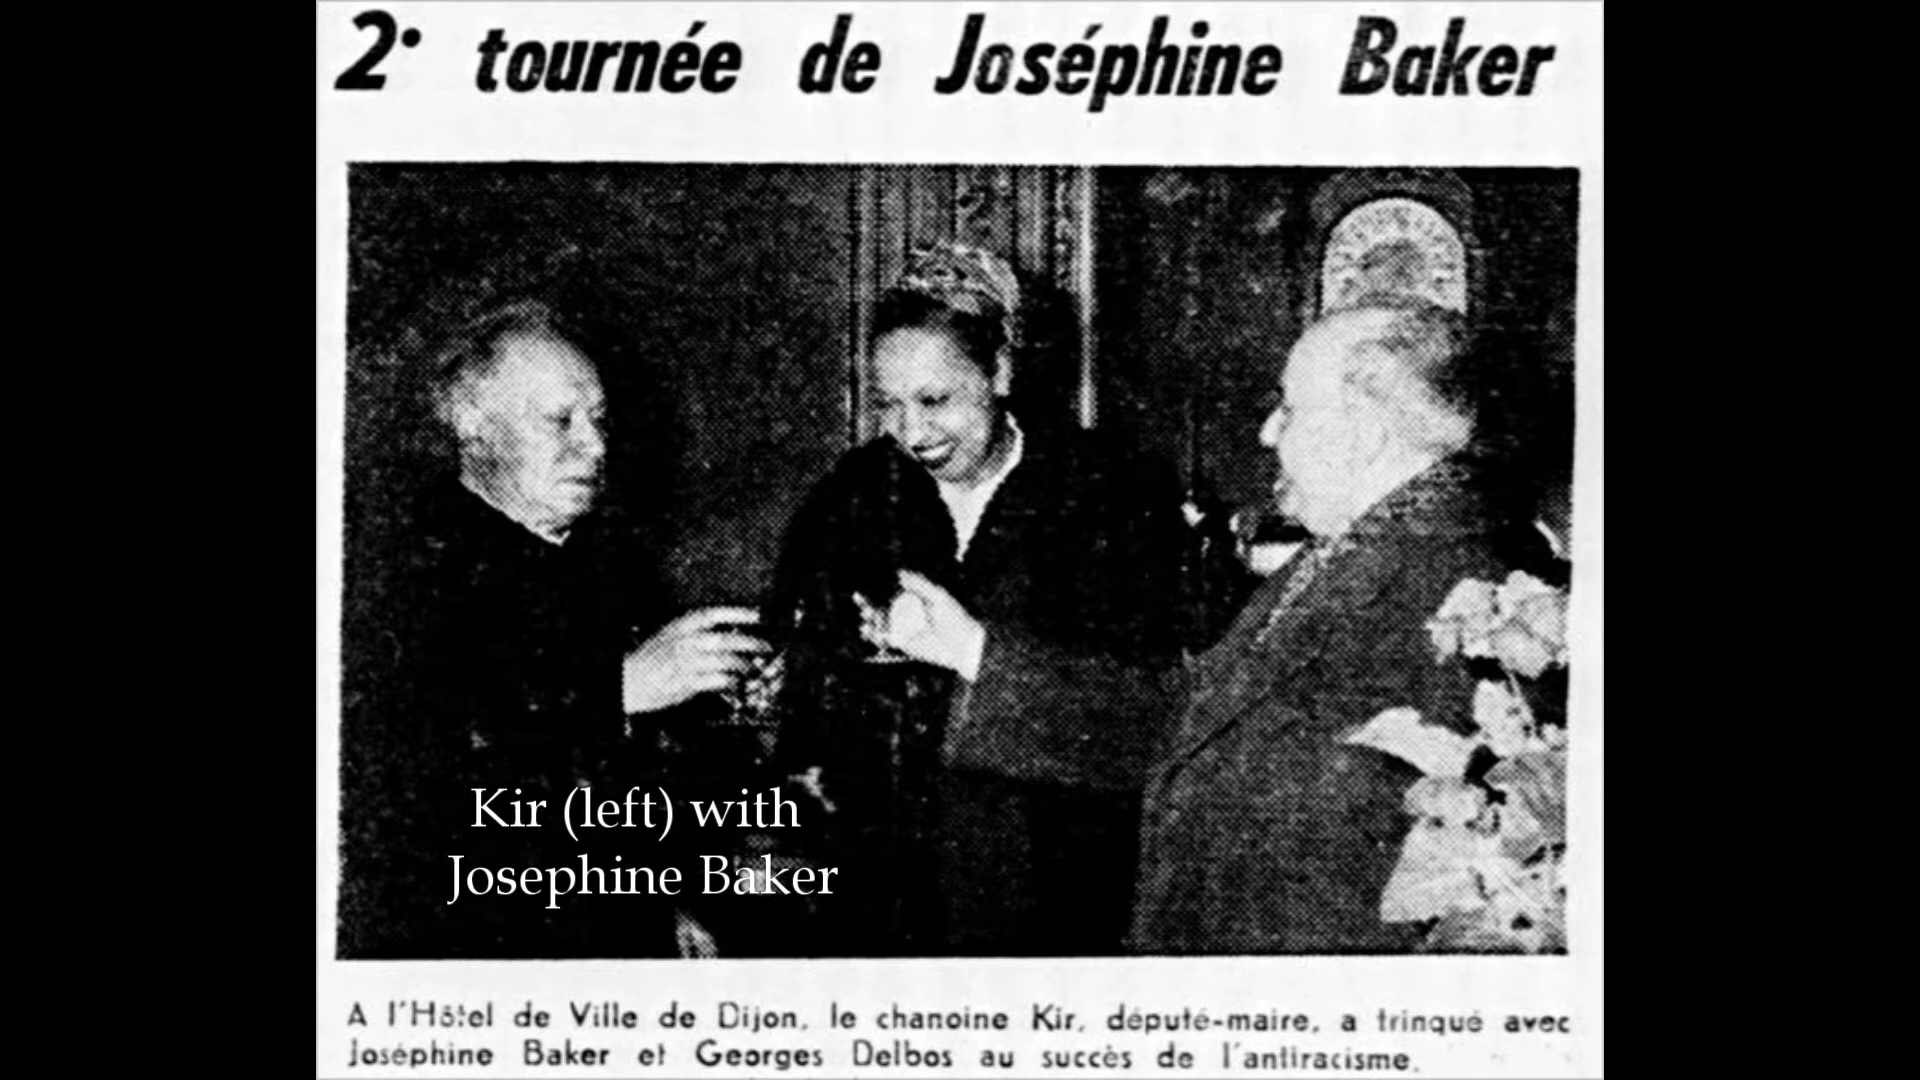 2e tournée de Joséphine Baker
Kir (left) with
Josephine Baker
A l'Hôtel de Ville de Dijon, le chanoine Kir, député-maire, a trinqué avec
Joséphine Baker et Georges Delbos au succès de l'antiracisme.